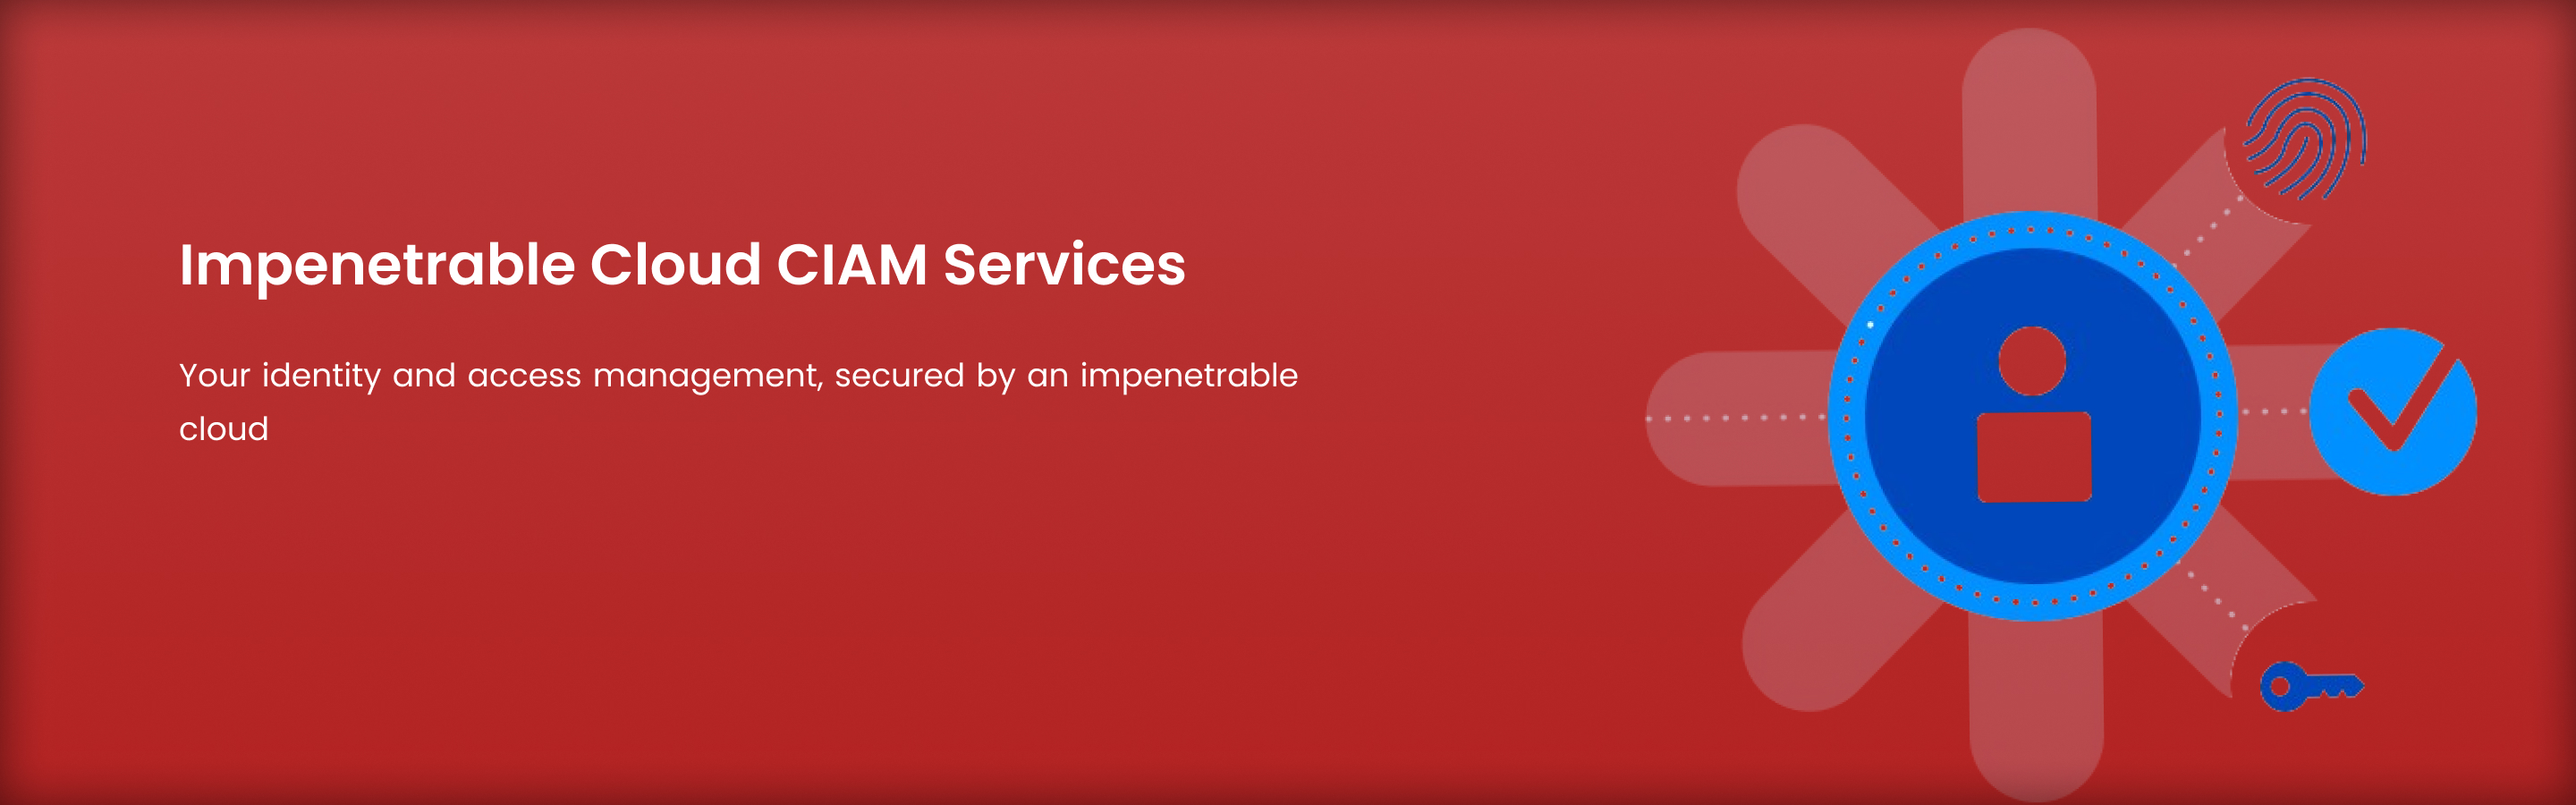 Impenetrable Cloud CIAM Services
Your identity and access management, secured by an impenetrable
cloud